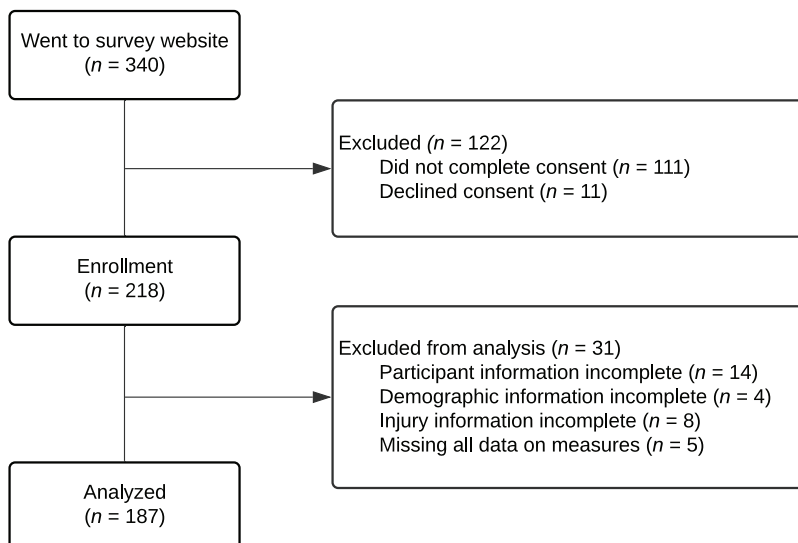 Went to survey website
(n = 340)
Excluded (n = 122)
Did not complete consent (n = 111)
Declined consent (n = 11)
Enrollment
(n = 218)
Excluded from analysis (n = 31)
Participant information incomplete (n = 14)
Demographic information incomplete (n = 4)
Injury information incomplete (n = 8)
Missing all data on measures (n = 5)
Analyzed
(n = 187)